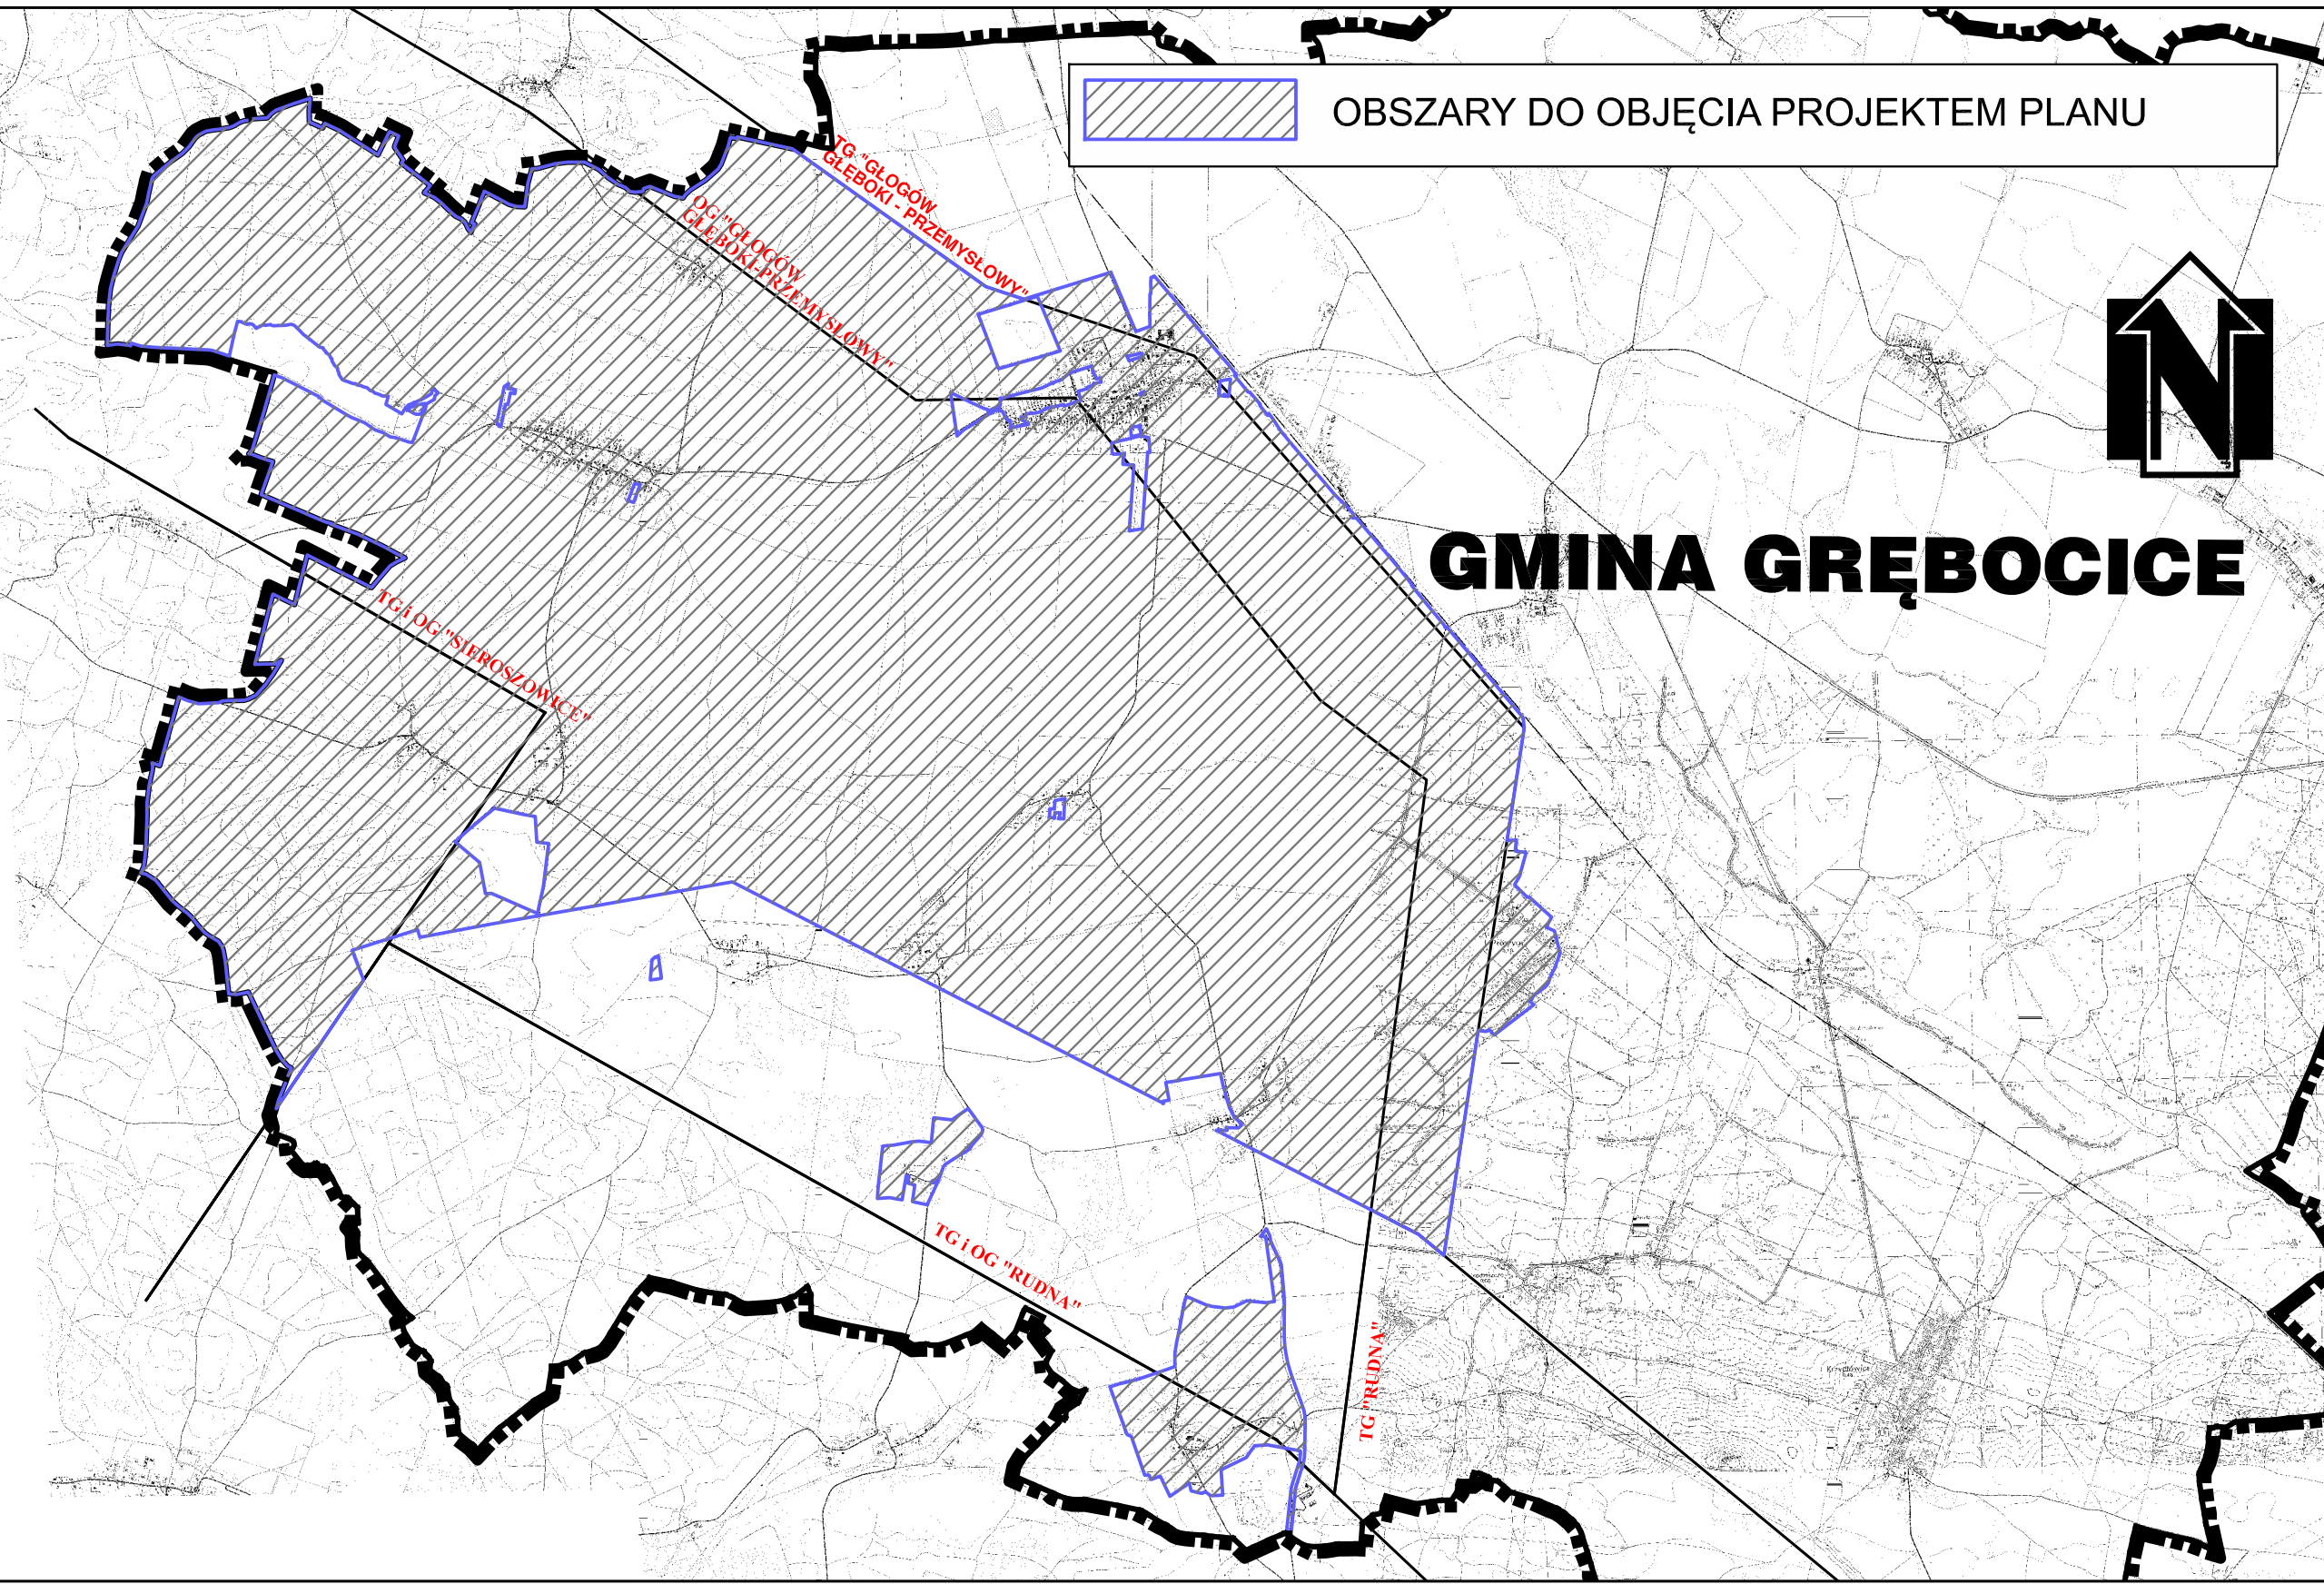 OBSZARY DO OBJĘCIA PROJEKTEM PLANU
TG "GŁOGÓW
GŁĘBOKI - PRZEMYSŁOWY"
OG "GŁOGÓW
GŁĘBOKI-PRZEMYSŁOWY"
N
GMINA GRĘBOCICE
TG i OG "SIEROSZOWICE"
TG i OG "RUDNA"
TG "RUDNA"